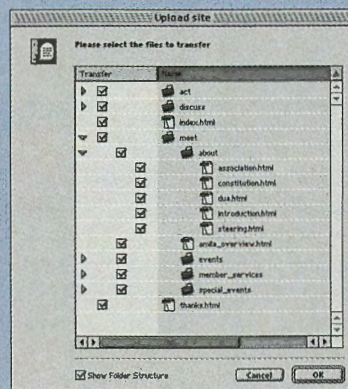 Upload site
Please select the files to transfer
Transfer Name
act
discuss
index.html
meet
about
association.html
constitution.html
dua.html
introduction.html
steering.html
amila_overview.html
events
member_services
special_events
thanks.html
Show Folder Structure
Cancel OK